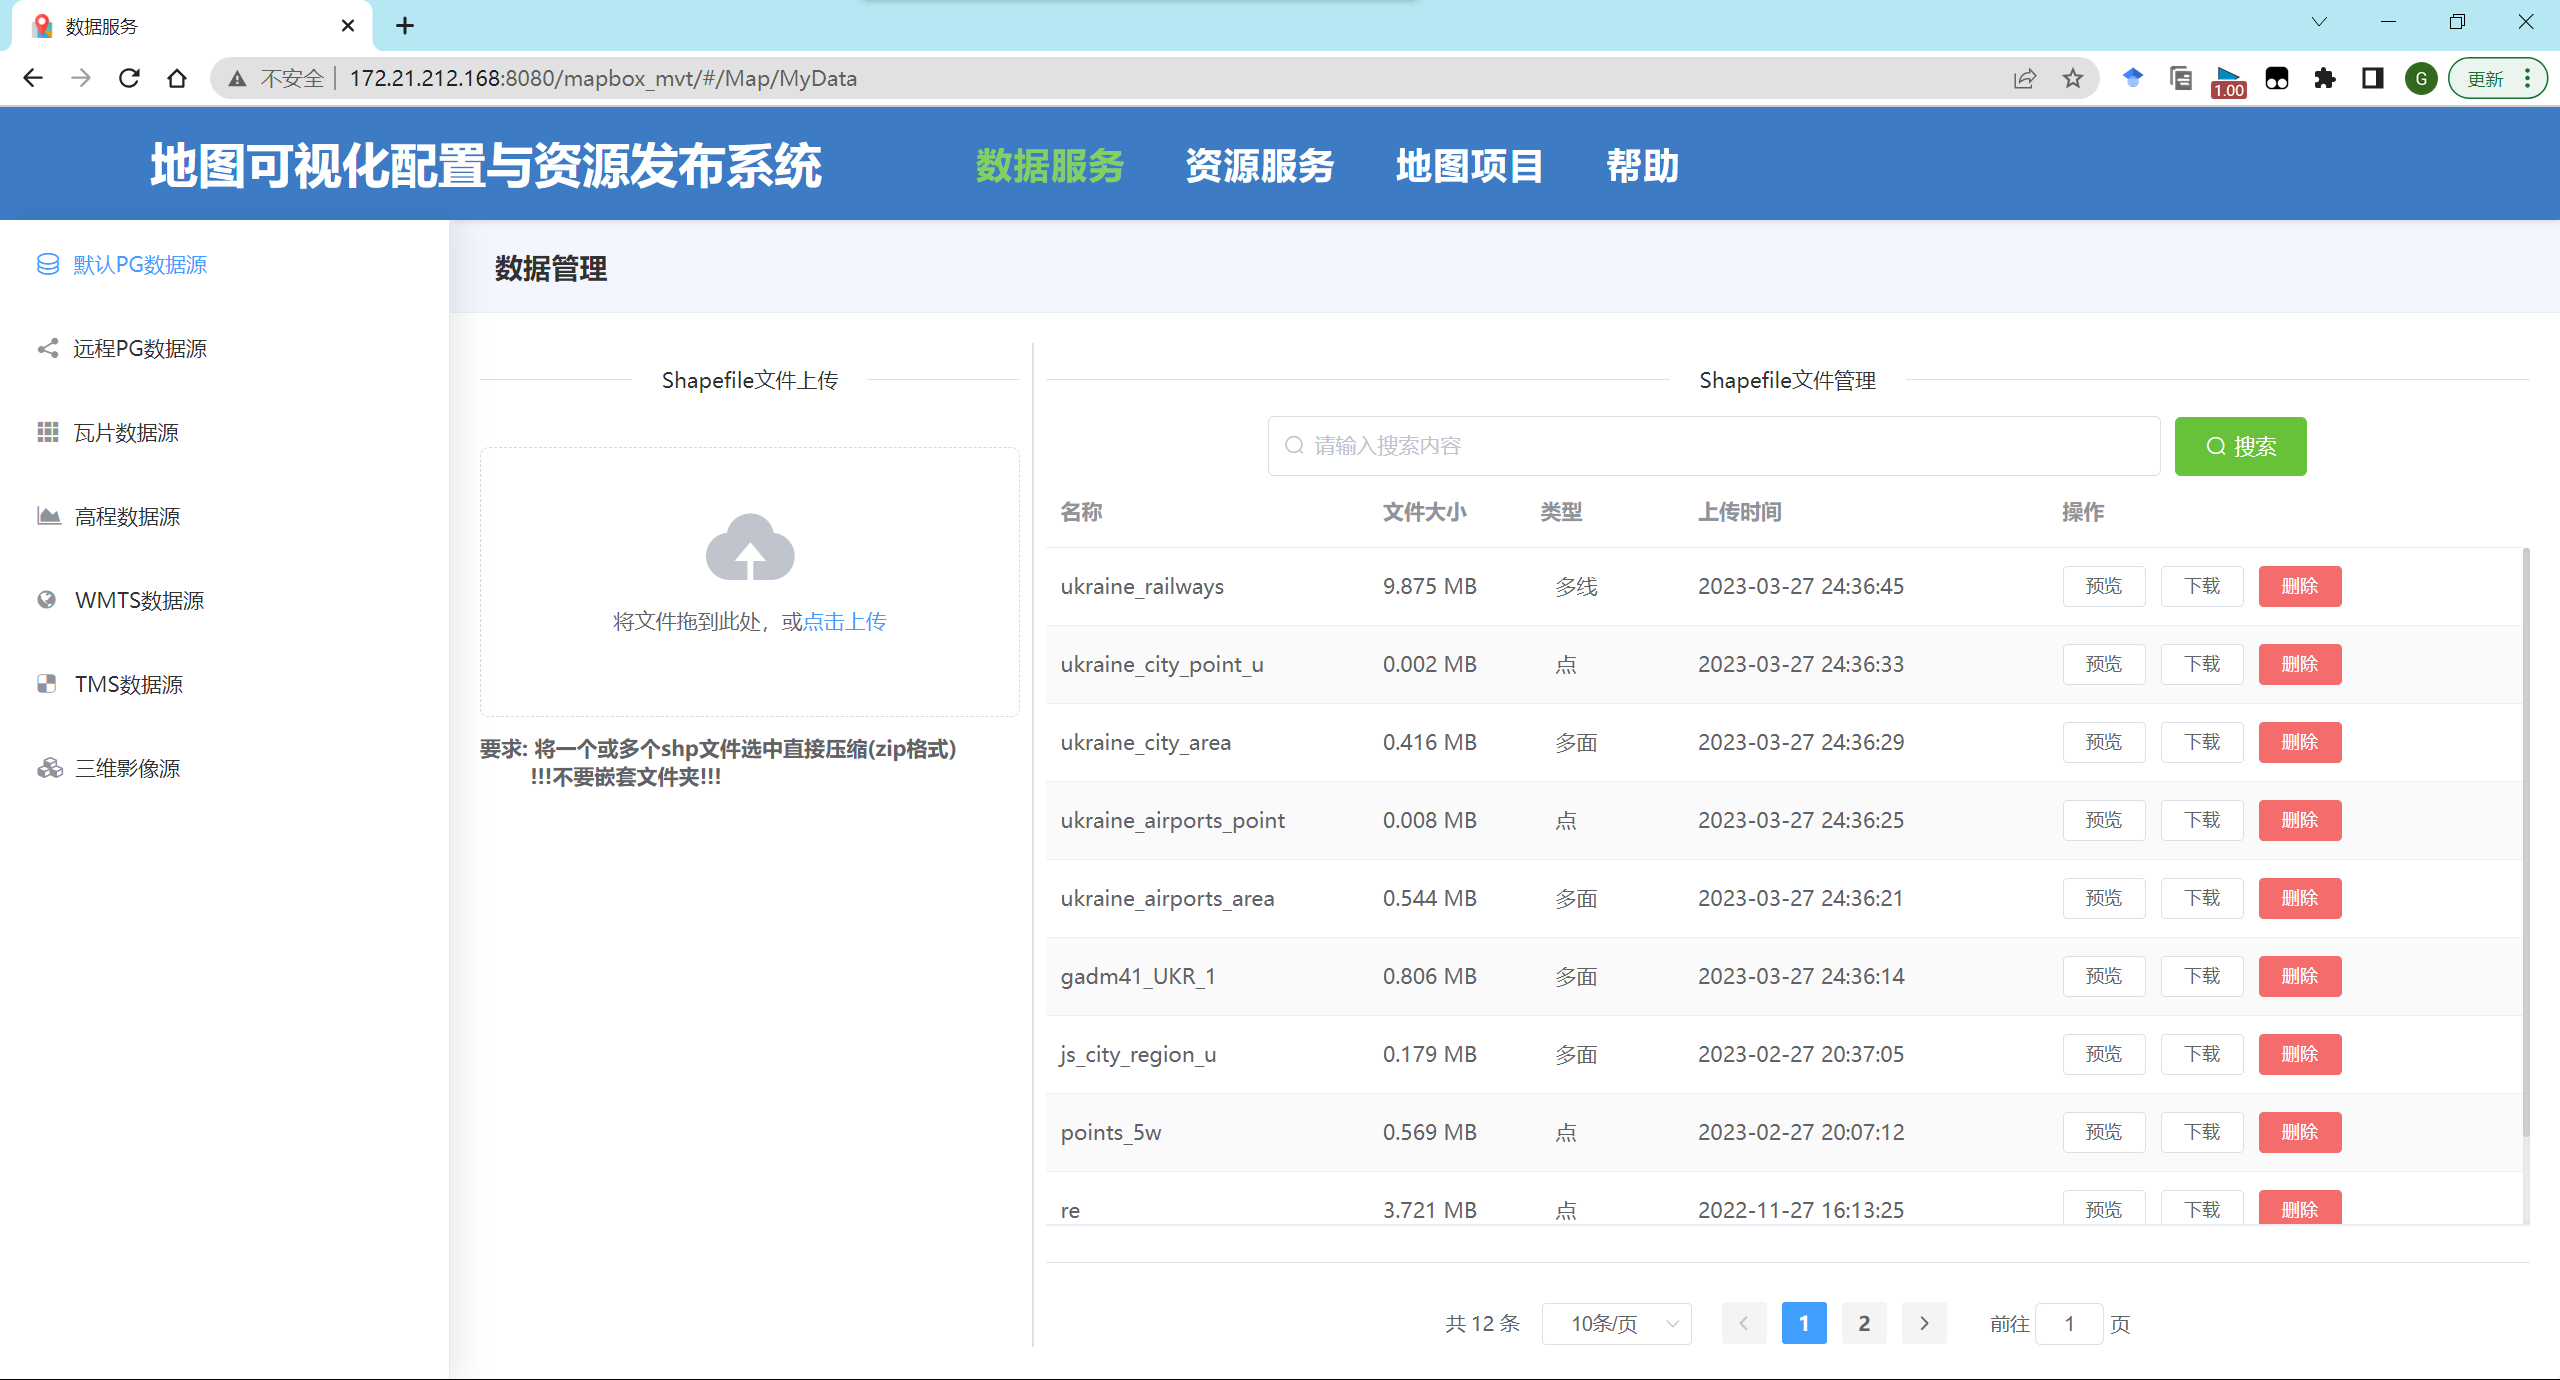 数据服务
不安全 172.21.212.168:8080/mapbox_mvt/#/Map/MyData
1.00
G
更新
地图可视化配置与资源发布系统 数据服务 资源服务 地图项目 帮助
默认PG数据源
远程PG数据源
瓦片数据源
高程数据源
WMTS数据源
TMS数据源
三维影像源
数据管理
Shapefile文件上传
将文件拖到此处，或点击上传
要求: 将一个或多个shp文件选中直接压缩(zip格式)
!!!不要嵌套文件夹!!!
Shapefile文件管理
请输入搜索内容 搜索
名称 文件大小 类型 上传时间 操作
ukraine_railways 9.875 MB 多线 2023-03-27 24:36:45 预览 下载 删除
ukraine_city_point_u 0.002 MB 点 2023-03-27 24:36:33 预览 下载 删除
ukraine_city_area 0.416 MB 多面 2023-03-27 24:36:29 预览 下载 删除
ukraine_airports_point 0.008 MB 点 2023-03-27 24:36:25 预览 下载 删除
ukraine_airports_area 0.544 MB 多面 2023-03-27 24:36:21 预览 下载 删除
gadm41_UKR_1 0.806 MB 多面 2023-03-27 24:36:14 预览 下载 删除
js_city_region_u 0.179 MB 多面 2023-02-27 20:37:05 预览 下载 删除
points_5w 0.569 MB 点 2023-02-27 20:07:12 预览 下载 删除
re 3.721 MB 点 2022-11-27 16:13:25 预览 下载 删除
共 12 条 10条/页 1 2 前往 1 页